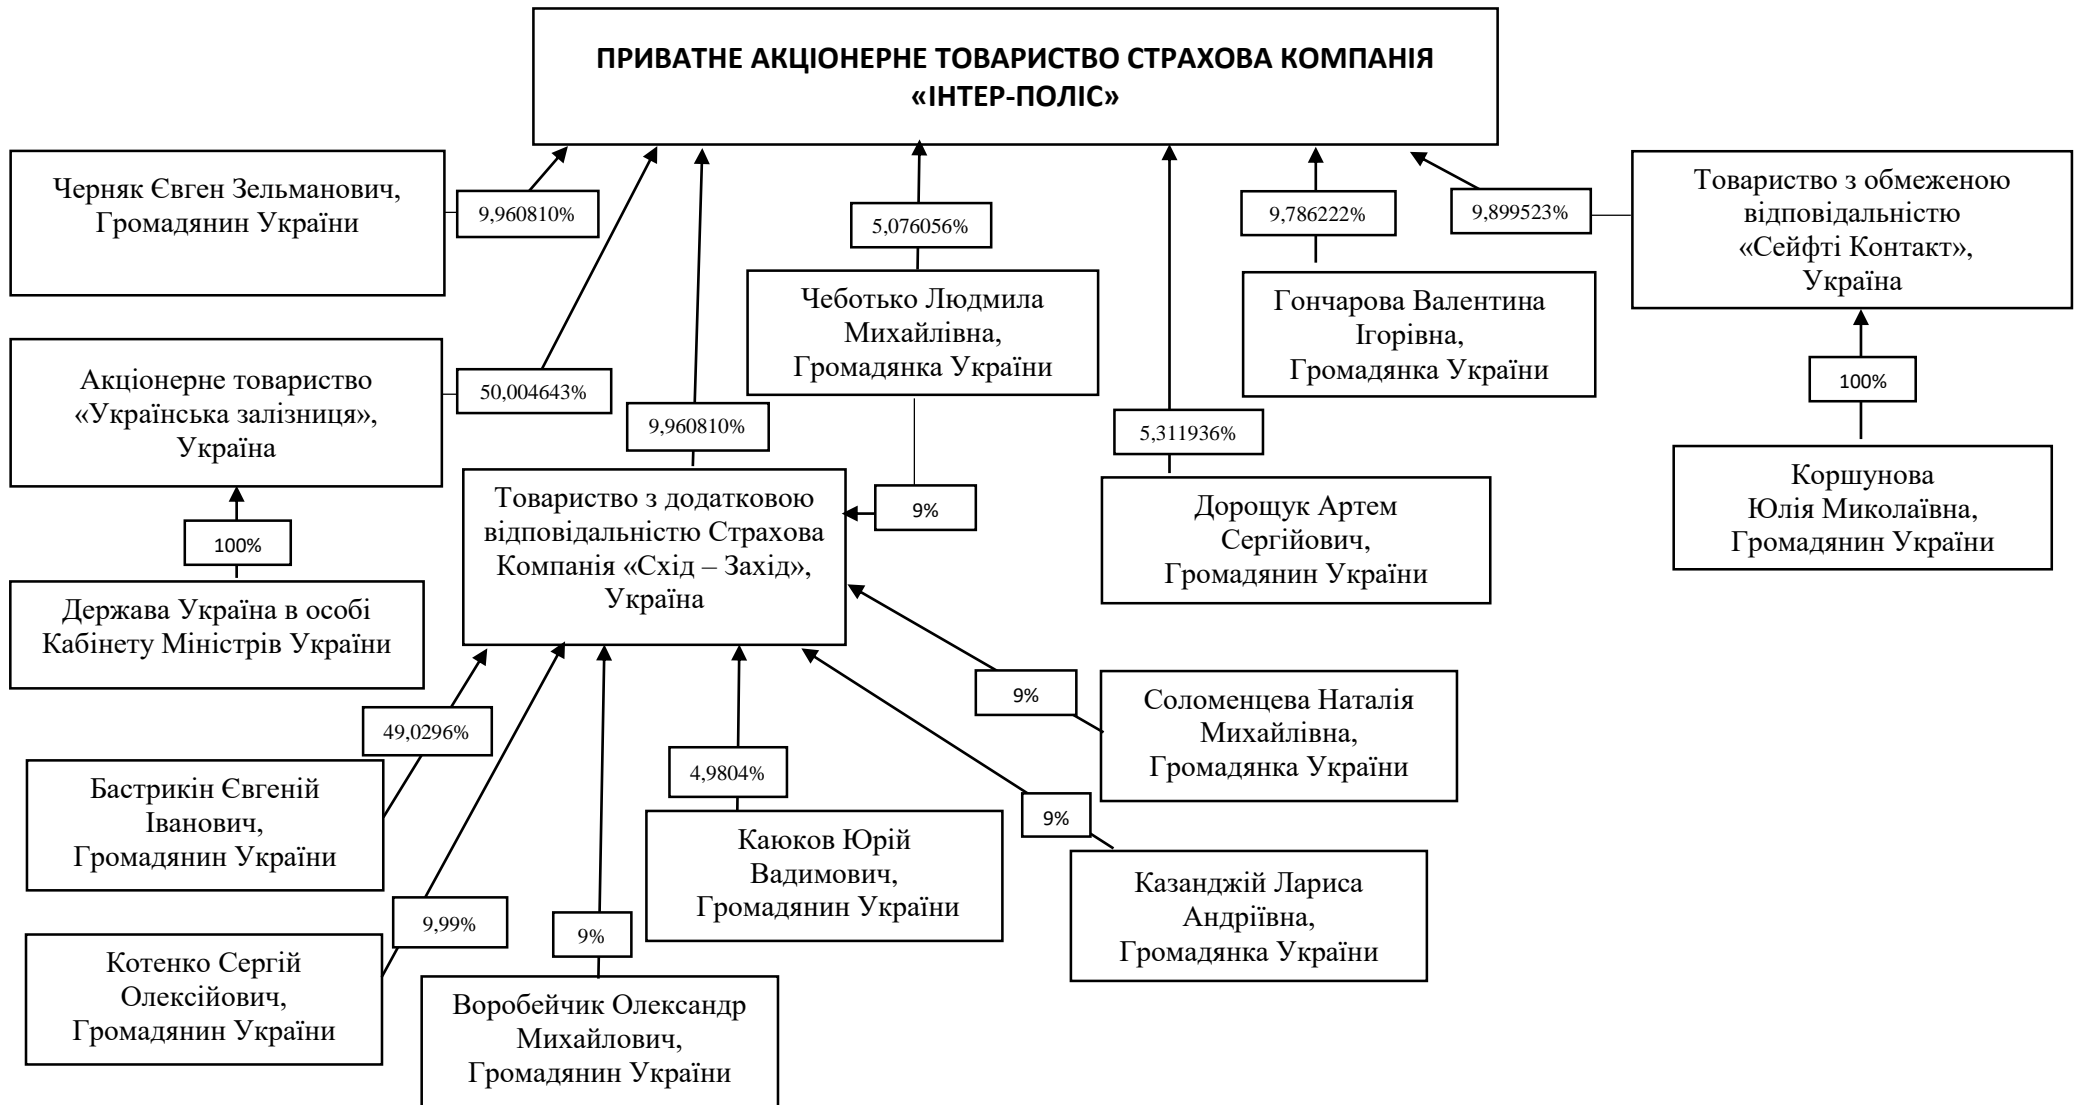 ПРИВАТНЕ АКЦІОНЕРНЕ ТОВАРИСТВО СТРАХОВА КОМПАНІЯ
«ІНТЕР-ПОЛІС»
Черняк Євген Зельманович,
Громадянин України
9,960810%
5,076056%
9,786222%
9,899523%
Товариство з обмеженою
відповідальністю
«Сейфті Контакт»,
Україна
Чеботько Людмила
Михайлівна,
Громадянка України
Гончарова Валентина
Ігорівна,
Громадянка України
Акціонерне товариство
«Українська залізниця»,
Україна
50,004643%
9,960810%
5,311936%
100%
Товариство з додатковою
відповідальністю Страхова
Компанія «Схід – Захід»,
Україна
9%
Дорощук Артем
Сергійович,
Громадянин України
Коршунова
Юлія Миколаївна,
Громадянин України
100%
Держава Україна в особі
Кабінету Міністрів України
49,0296%
4,9804%
9%
Соломенцева Наталія
Михайлівна,
Громадянка України
Бастрикін Євгеній
Іванович,
Громадянин України
Каюков Юрій
Вадимович,
Громадянин України
9%
Казанджій Лариса
Андріївна,
Громадянка України
9,99%
9%
Котенко Сергій
Олексійович,
Громадянин України
Воробейчик Олександр
Михайлович,
Громадянин України